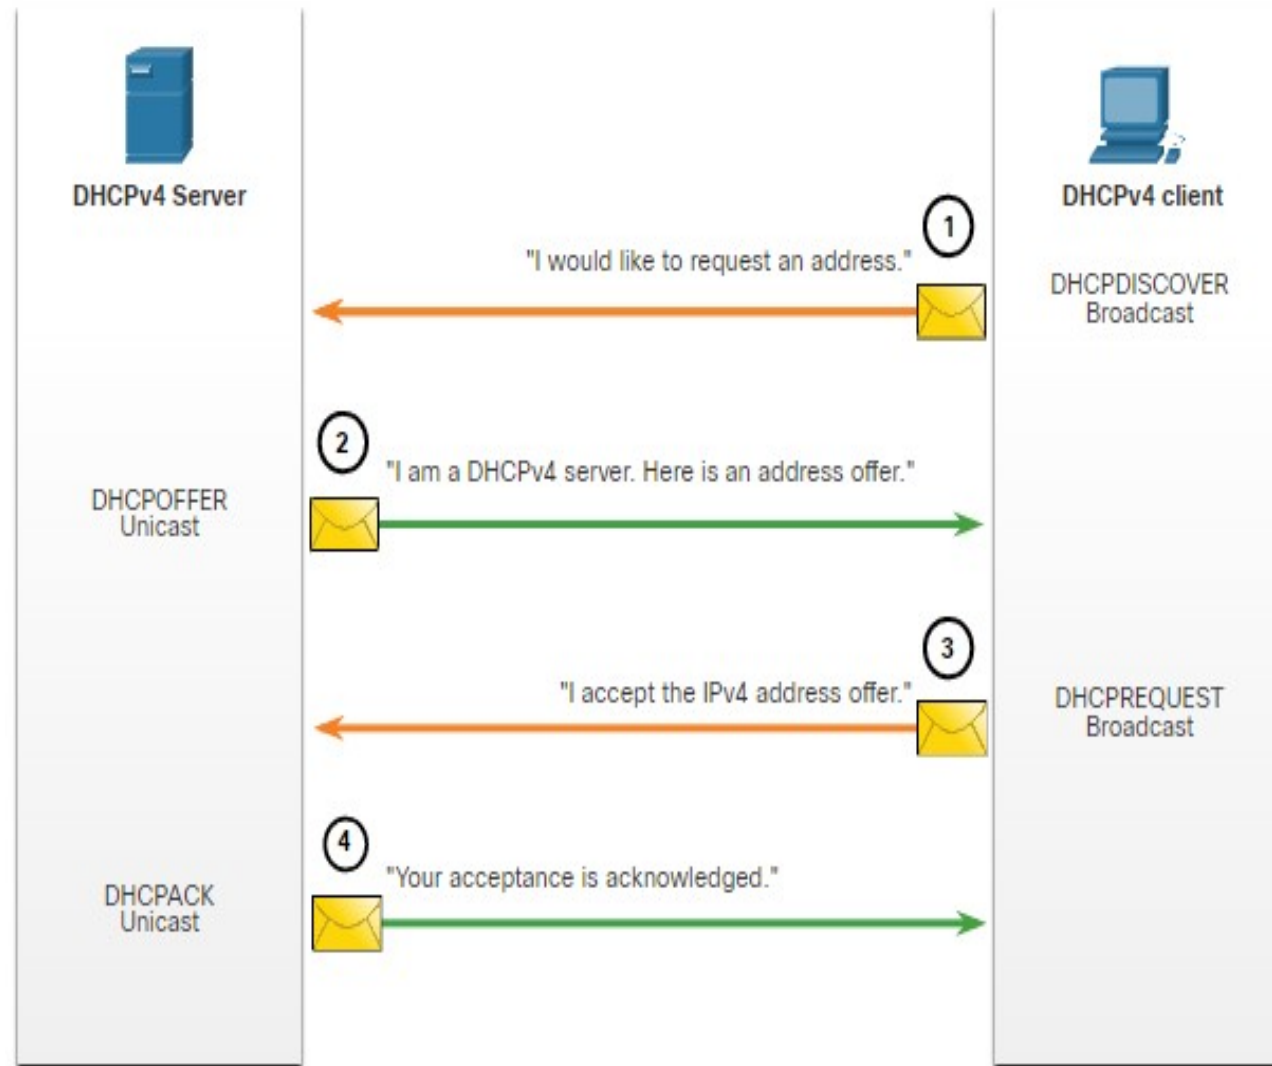 DHCPv4 Server
DHCPv4 client
1
"I would like to request an address."
DHCPDISCOVER
Broadcast
2
"I am a DHCPv4 server. Here is an address offer."
DHCPOFFER
Unicast
3
"I accept the IPv4 address offer."
DHCPREQUEST
Broadcast
4
"Your acceptance is acknowledged."
DHCPACK
Unicast